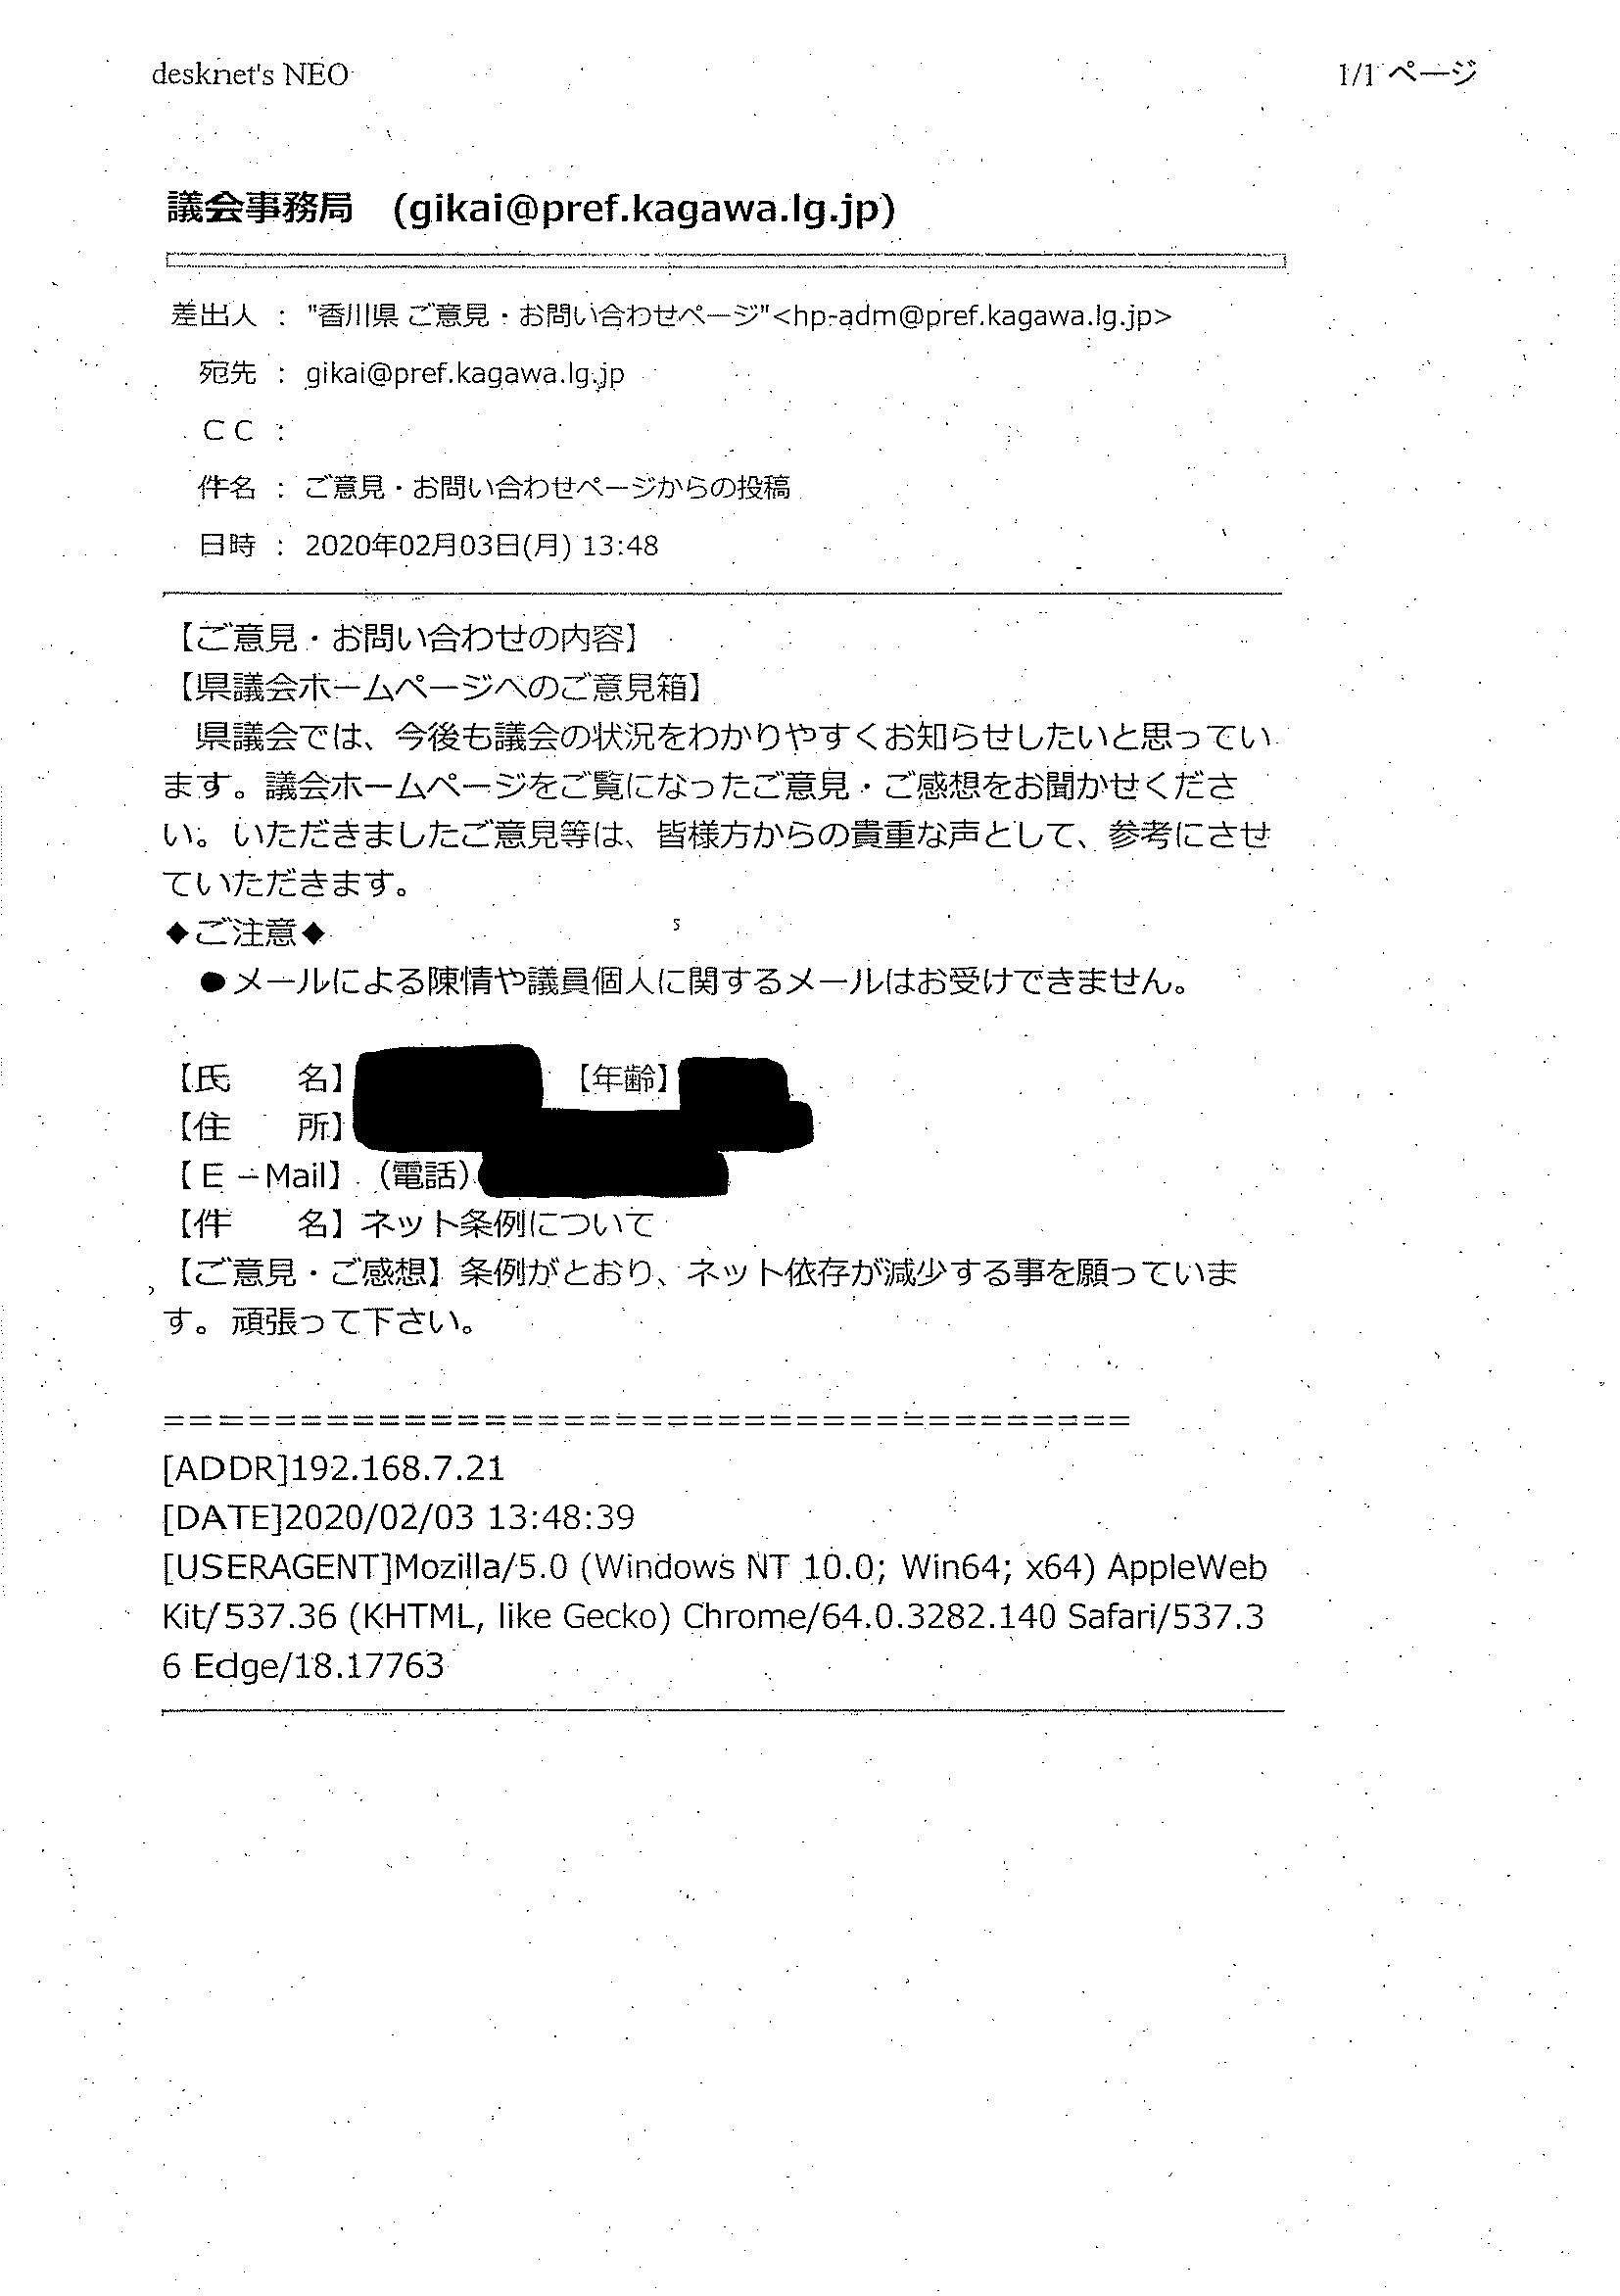 desknet's NEO
1/1 ページ
議会事務局　(gikai@pref.kagawa.lg.jp)
差出人 ： "香川県 ご意見・お問い合わせページ"<hp-adm@pref.kagawa.lg.jp>
宛先 ： gikai@pref.kagawa.lg.jp
ＣＣ ：
件名 ： ご意見・お問い合わせページからの投稿
日時 ： 2020年02月03日(月) 13:48
【ご意見・お問い合わせの内容】
【県議会ホームページへのご意見箱】
　県議会では、今後も議会の状況をわかりやすくお知らせしたいと思ってい
ます。議会ホームページをご覧になったご意見・ご感想をお聞かせくださ
い。いただきましたご意見等は、皆様方からの貴重な声として、参考にさせ
ていただきます。
◆ご注意◆
　●メールによる陳情や議員個人に関するメールはお受けできません。
【氏　　名】　【年齢】
【住　　所】
【Ｅ－Mail】（電話）
【件　　名】ネット条例について
【ご意見・ご感想】条例がとおり、ネット依存が減少する事を願っていま
す。頑張って下さい。
=====================================
[ADDR]192.168.7.21
[DATE]2020/02/03 13:48:39
[USERAGENT]Mozilla/5.0 (Windows NT 10.0; Win64; x64) AppleWeb
Kit/537.36 (KHTML, like Gecko) Chrome/64.0.3282.140 Safari/537.3
6 Edge/18.17763